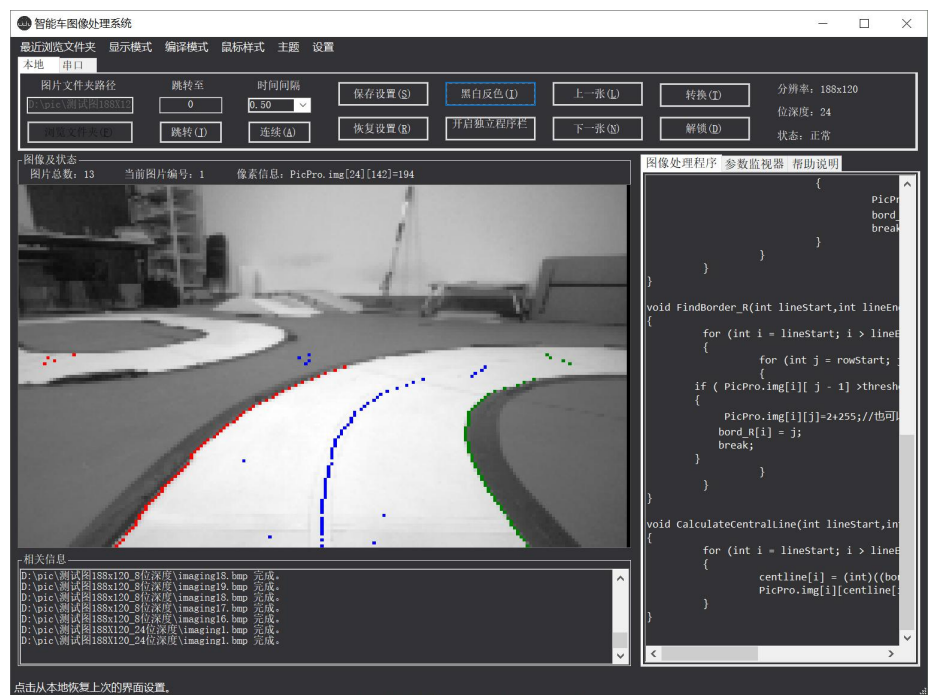 智能车图像处理系统
最近浏览文件夹 显示模式 编译模式 鼠标样式 主题 设置
本地 串口
图片文件夹路径 跳转至 时间间隔
D:\pic\测试图188X12 0 0.50
浏览文件夹(F) 跳转(J) 连续(A)
保存设置(S) 黑白反色(I) 上一张(L) 转换(T)
恢复设置(R) 开启独立程序栏 下一张(N) 解锁(D)
分辨率: 188x120
位深度: 24
状态: 正常
图像及状态
图片总数: 13 当前图片编号: 1 像素信息: PicPro.img[24][142]=194
图像处理程序 参数监视器 帮助说明
{
PicPr
bord_
break
}
}
}
}
void FindBorder_R(int lineStart,int lineEn
{
for (int i = lineStart; i > lineE
{
for (int j = rowStart; j
{
if ( PicPro.img[i][ j - 1] >thresh
{
PicPro.img[i][j]=2+255;//也可以
bord_R[i] = j;
break;
}
}
}
}
void CalculateCentralLine(int lineStart,in
{
for (int i = lineStart; i > lineE
{
centline[i] = (int)((bor
PicPro.img[i][centline[i
}
}
相关信息
D:\pic\测试图188x120_8位深度\imaging18.bmp 完成。
D:\pic\测试图188x120_8位深度\imaging19.bmp 完成。
D:\pic\测试图188x120_8位深度\imaging18.bmp 完成。
D:\pic\测试图188x120_8位深度\imaging17.bmp 完成。
D:\pic\测试图188x120_8位深度\imaging16.bmp 完成。
D:\pic\测试图188X120_24位深度\imaging1.bmp 完成。
D:\pic\测试图188X120_24位深度\imaging1.bmp 完成。
点击从本地恢复上次的界面设置。